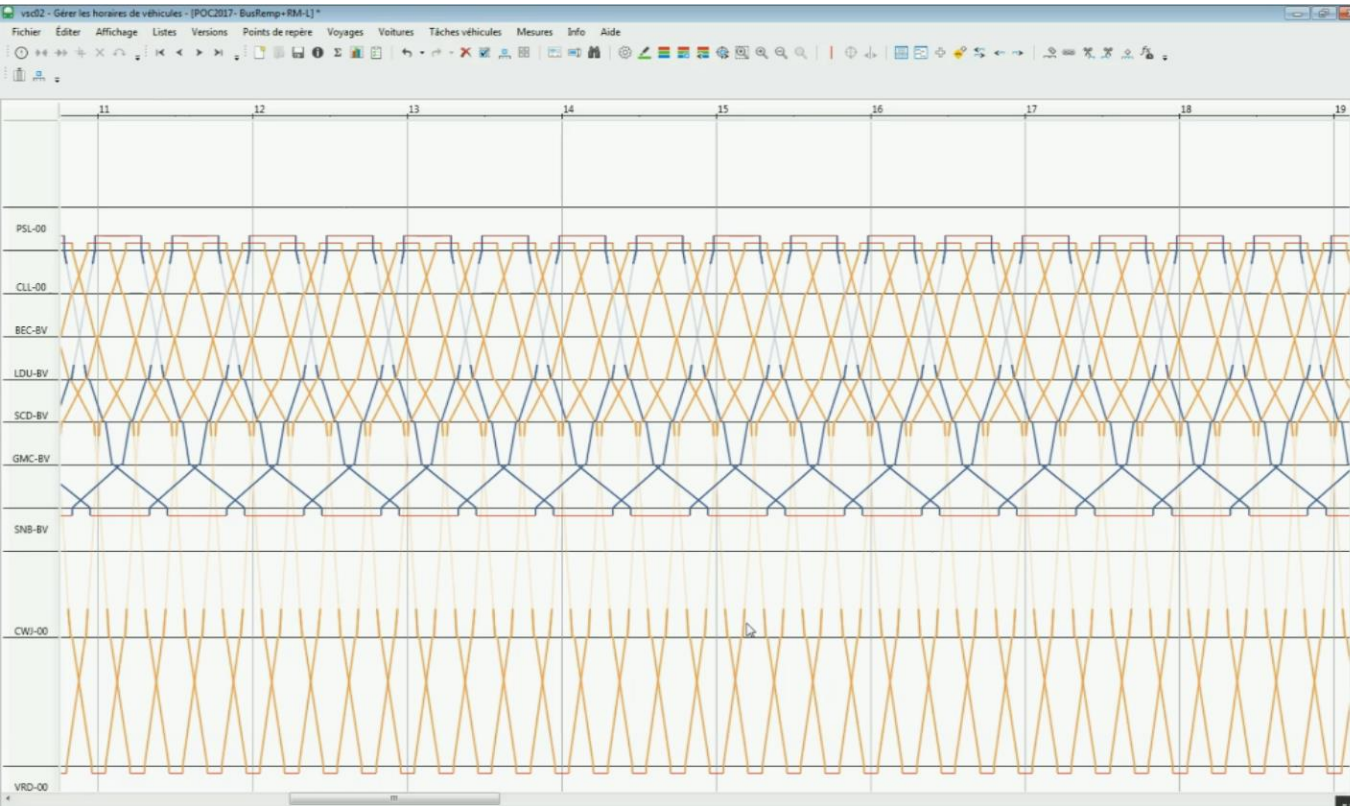 vsc02 - Gérer les horaires de véhicules - [POC2017- BusRemp+RM-L] *
Fichier Éditer Affichage Listes Versions Points de repère Voyages Voitures Tâches véhicules Mesures Info Aide
11 12 13 14 15 16 17 18 19
PSL-00
CLL-00
BEC-BV
LDU-BV
SCD-BV
GMC-BV
SNB-BV
CWJ-00
VRD-00